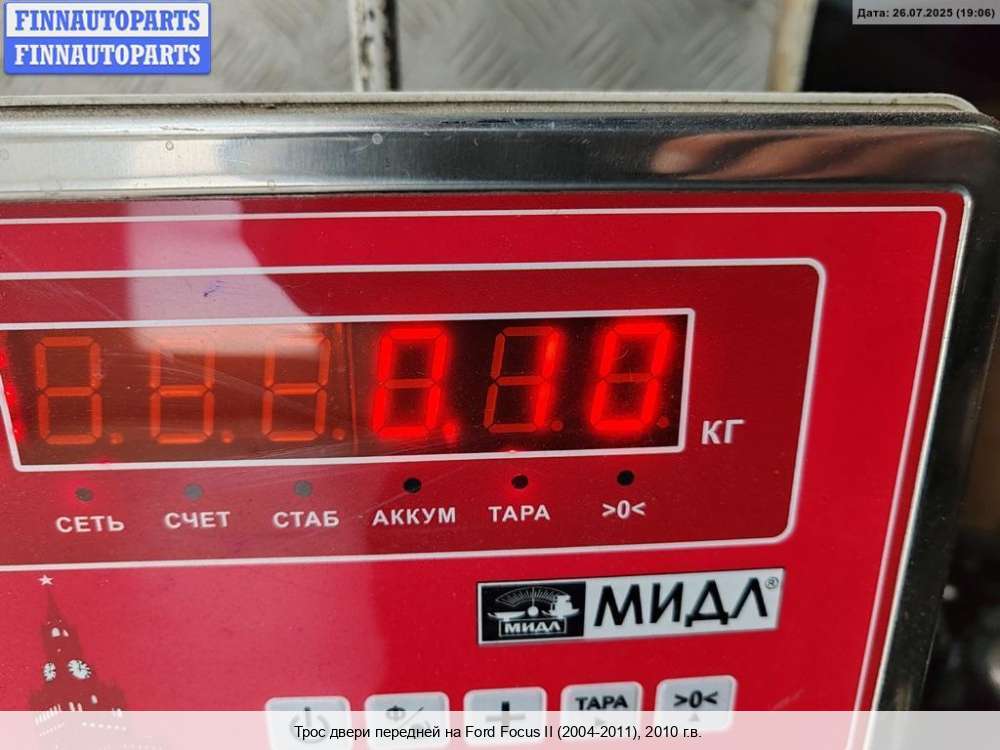 FINNAUTOPARTS
FINNAUTOPARTS
Дата: 26.07.2025 (19:06)
0.10
КГ
СЕТЬ СЧЕТ СТАБ АККУМ ТАРА >0<
МИДЛ МИДЛ®
ТАРА >0<
Трос двери передней на Ford Focus II (2004-2011), 2010 г.в.